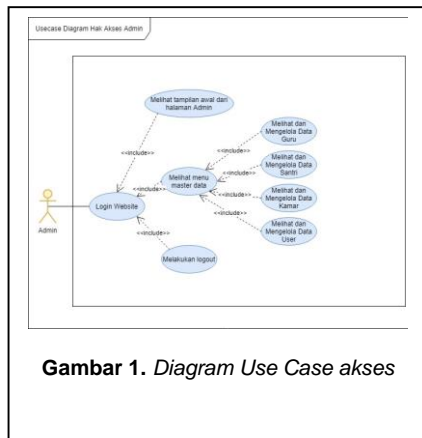 Usecase Diagram Hak Akses Admin
Melihat tampilan awal dari
halaman Admin
<<include>>
Melihat dan
Mengelola Data
Guru
<<include>>
Melihat dan
Mengelola Data
Santri
<<include>>
<<include>>
Melihat menu
master data
<<include>>
Melihat dan
Mengelola Data
Kamar
Login Website
Admin
<<include>>
<<include>>
Melihat dan
Mengelola Data
User
Melakukan logout
Gambar 1. Diagram Use Case akses